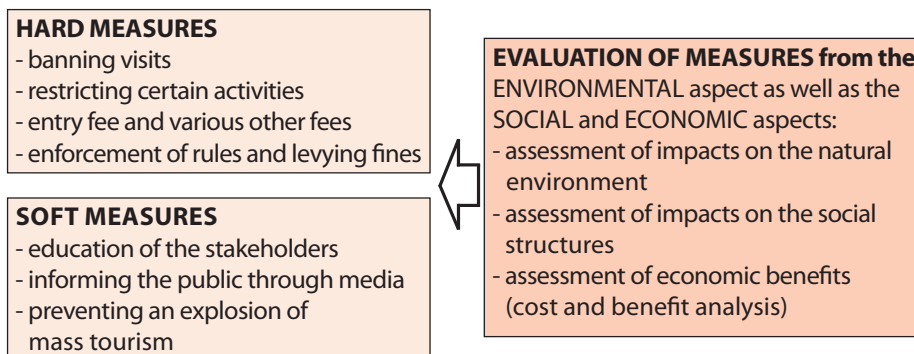 HARD MEASURES
- banning visits
- restricting certain activities
- entry fee and various other fees
- enforcement of rules and levying fines
SOFT MEASURES
- education of the stakeholders
- informing the public through media
- preventing an explosion of
mass tourism
EVALUATION OF MEASURES from the
ENVIRONMENTAL aspect as well as the
SOCIAL and ECONOMIC aspects:
- assessment of impacts on the natural
environment
- assessment of impacts on the social
structures
- assessment of economic benefits
(cost and benefit analysis)